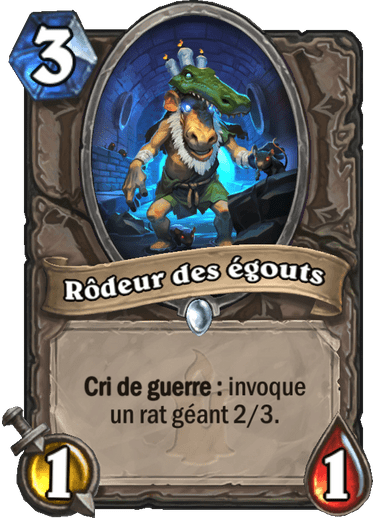 3
Rôdeur des égouts
Cri de guerre : invoque
un rat géant 2/3.
1
1